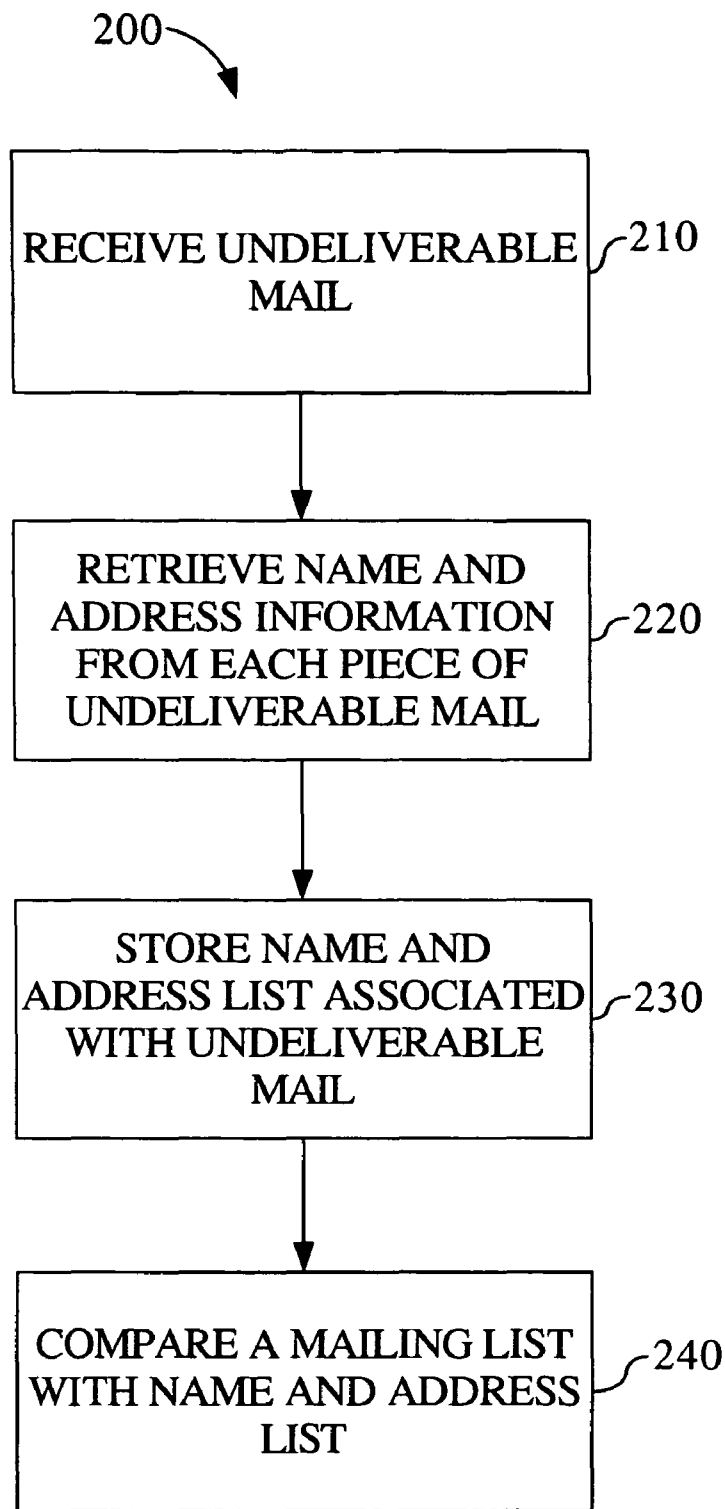 200
RECEIVE UNDELIVERABLE
MAIL
210
RETRIEVE NAME AND
ADDRESS INFORMATION
FROM EACH PIECE OF
UNDELIVERABLE MAIL
220
STORE NAME AND
ADDRESS LIST ASSOCIATED
WITH UNDELIVERABLE
MAIL
230
COMPARE A MAILING LIST
WITH NAME AND ADDRESS
LIST
240